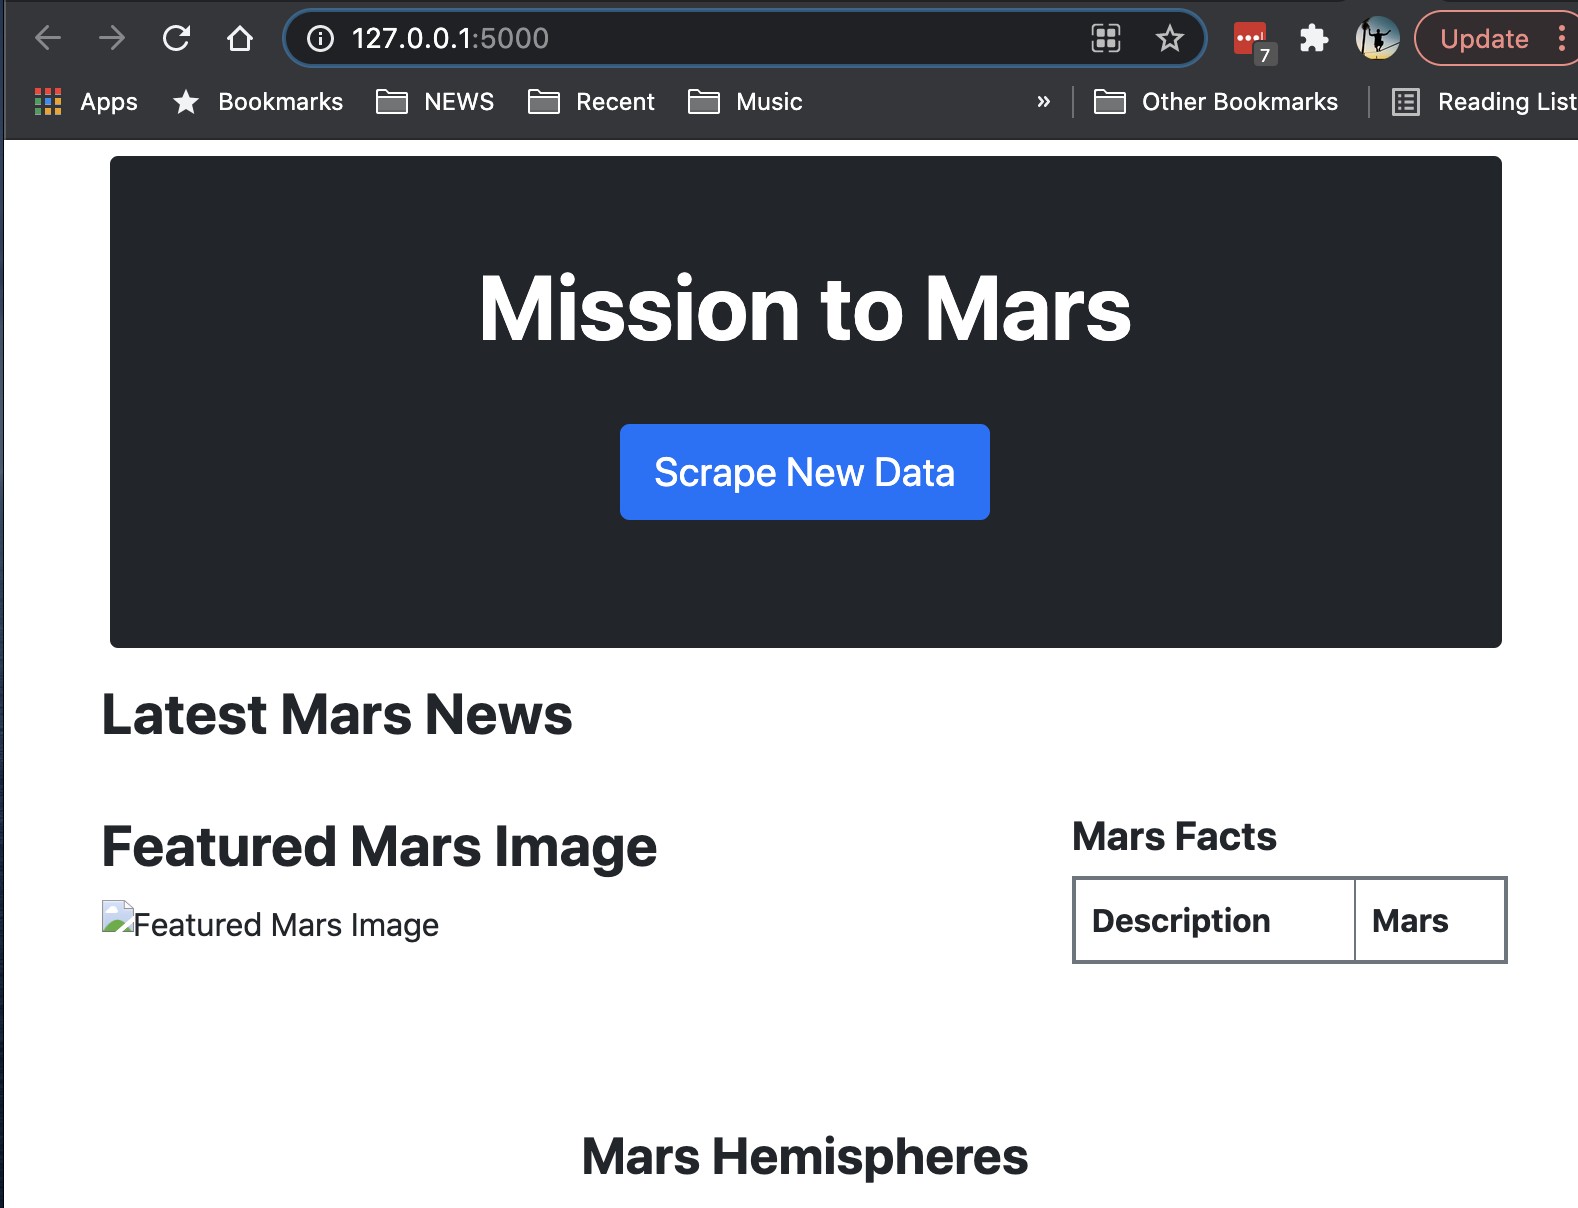 127.0.0.1:5000
7
Update
Apps Bookmarks NEWS Recent Music » Other Bookmarks Reading List
Mission to Mars
Scrape New Data
Latest Mars News
Featured Mars Image
Featured Mars Image
Mars Facts
Description Mars
Mars Hemispheres